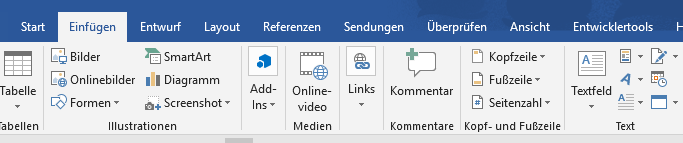 Start Einfügen Entwurf Layout Referenzen Sendungen Überprüfen Ansicht Entwicklertools
Tabelle
Tabellen
Bilder
Onlinebilder
Formen
SmartArt
Diagramm
Screenshot
Illustrationen
Add-
Ins
Online-
video
Medien
Links
Kommentar
Kommentare
Kopfzeile
Fußzeile
Seitenzahl
Kopf- und Fußzeile
Textfeld
Text